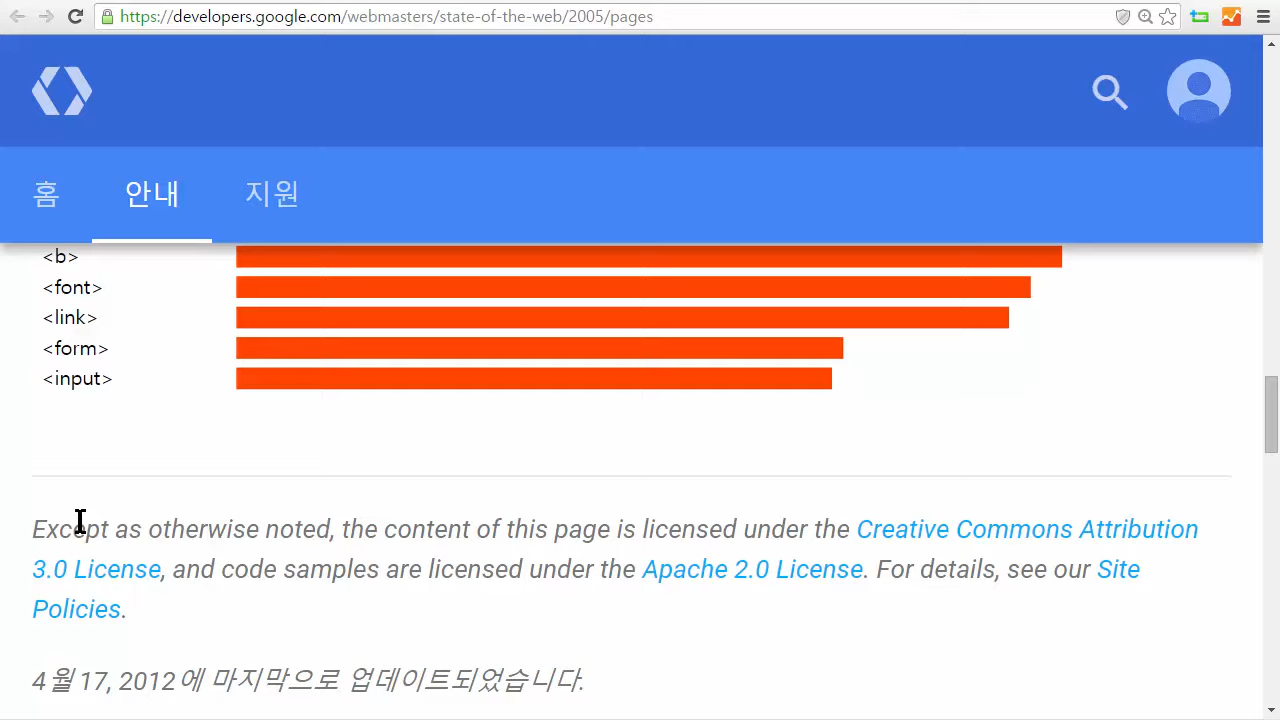 https://developers.google.com/webmasters/state-of-the-web/2005/pages
홈 안내 지원
<b>
<font>
<link>
<form>
<input>
Except as otherwise noted, the content of this page is licensed under the Creative Commons Attribution
3.0 License, and code samples are licensed under the Apache 2.0 License. For details, see our Site
Policies.
4월 17, 2012에 마지막으로 업데이트되었습니다.